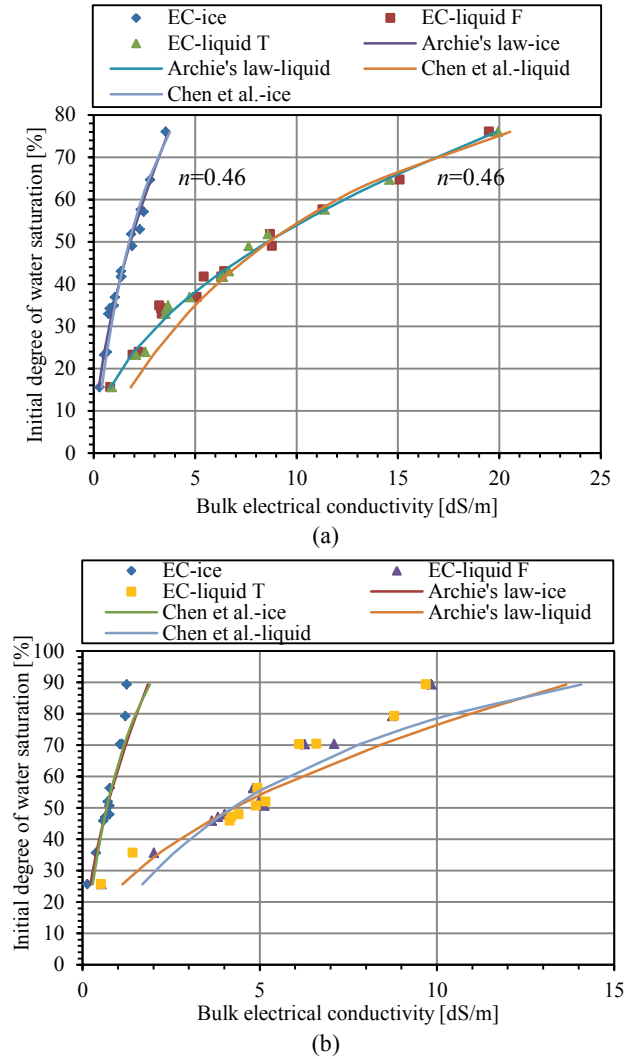 EC-ice EC-liquid F
EC-liquid T Archie's law-ice
Archie's law-liquid Chen et al.-liquid
Chen et al.-ice
Initial degree of water saturation [%]
80
70
60
50
40
30
20
10
0
n=0.46 n=0.46
0 5 10 15 20 25
Bulk electrical conductivity [dS/m]
(a)
EC-ice EC-liquid F
EC-liquid T Archie's law-ice
Chen et al.-ice Archie's law-liquid
Chen et al.-liquid
Initial degree of water saturation [%]
100
90
80
70
60
50
40
30
20
10
0
0 5 10 15
Bulk electrical conductivity [dS/m]
(b)